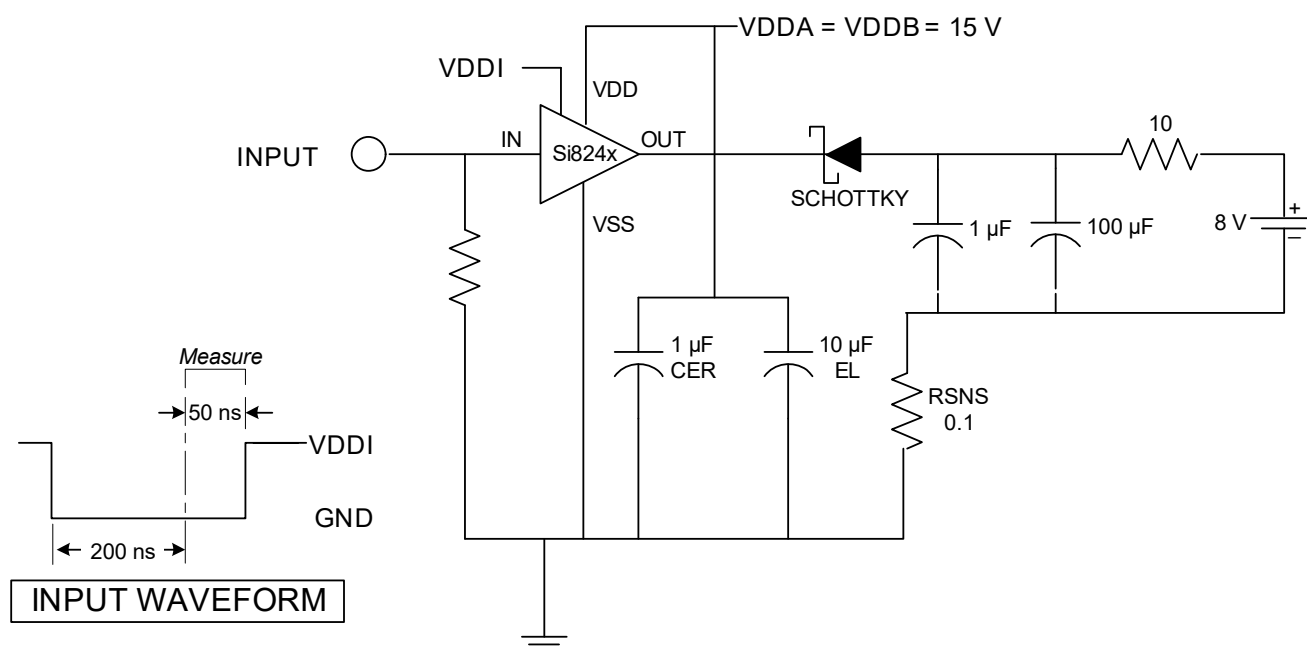 VDDA = VDDB = 15 V
VDDI
VDD
10
INPUT
IN
Si824x
OUT
SCHOTTKY
VSS
1 µF
100 µF
8 V
+
–
Measure
50 ns
1 µF
CER
10 µF
EL
RSNS
0.1
VDDI
GND
200 ns
INPUT WAVEFORM